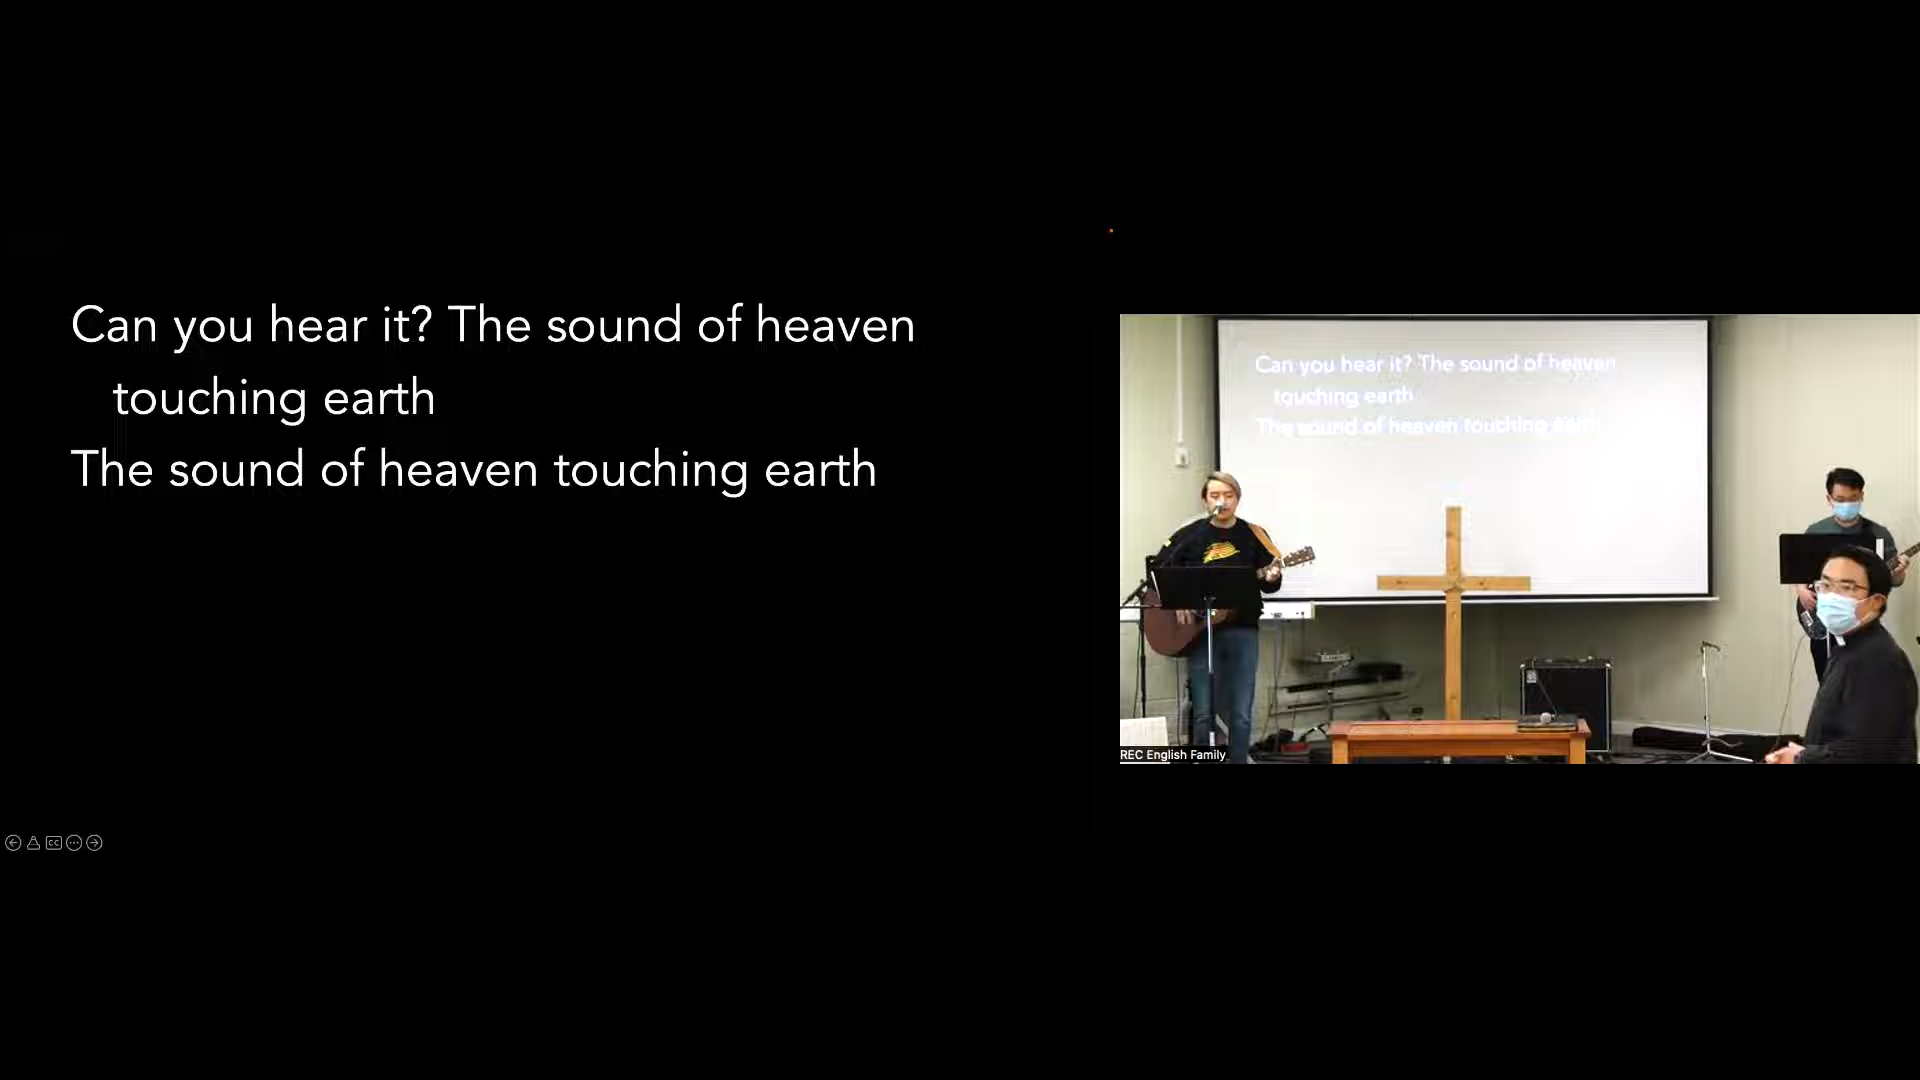 Can you hear it? The sound of heaven
touching earth
The sound of heaven touching earth
Can you hear it? The sound of heaven
touching earth
The sound of heaven touching earth
REC English Family